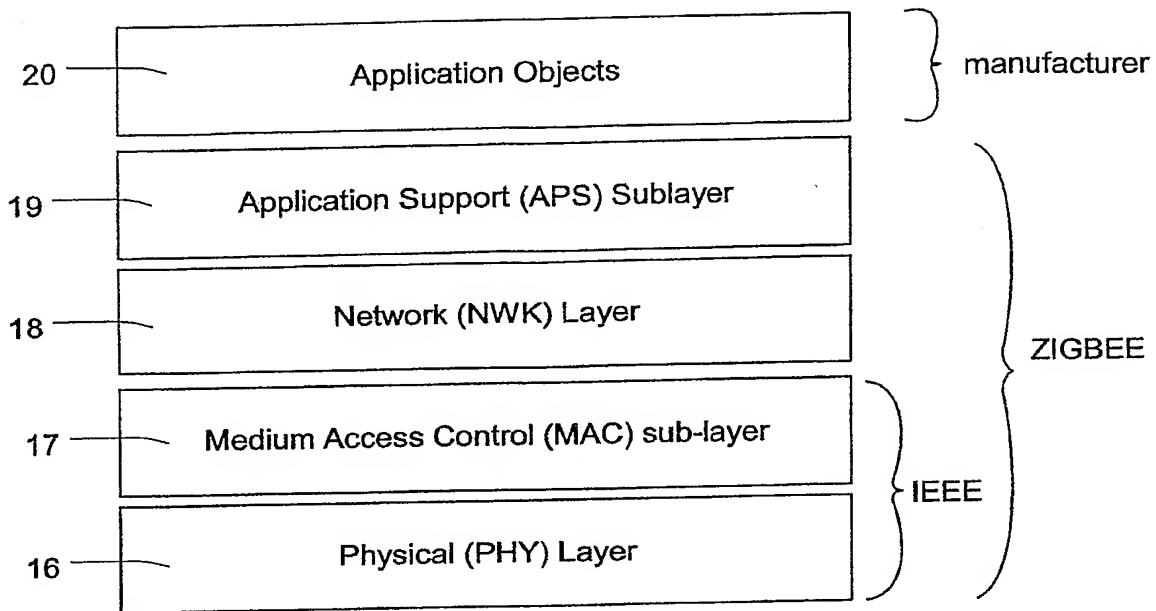 20
Application Objects
manufacturer
19
Application Support (APS) Sublayer
18
Network (NWK) Layer
ZIGBEE
17
Medium Access Control (MAC) sub-layer
IEEE
16
Physical (PHY) Layer